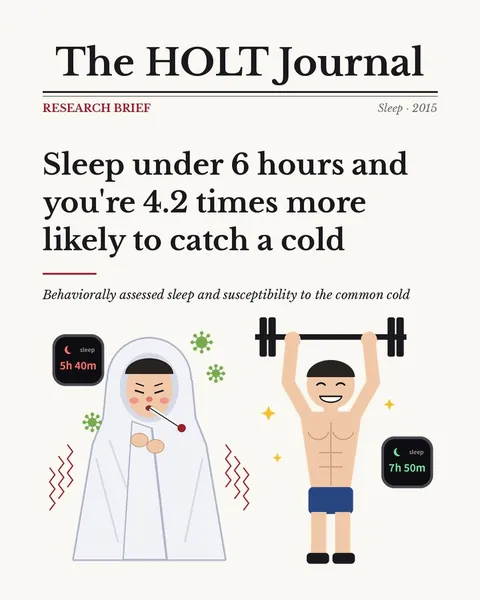 The HOLT Journal
RESEARCH BRIEF
Sleep · 2015
Sleep under 6 hours and
you're 4.2 times more
likely to catch a cold
Behaviorally assessed sleep and susceptibility to the common cold
sleep
5h 40m
sleep
7h 50m